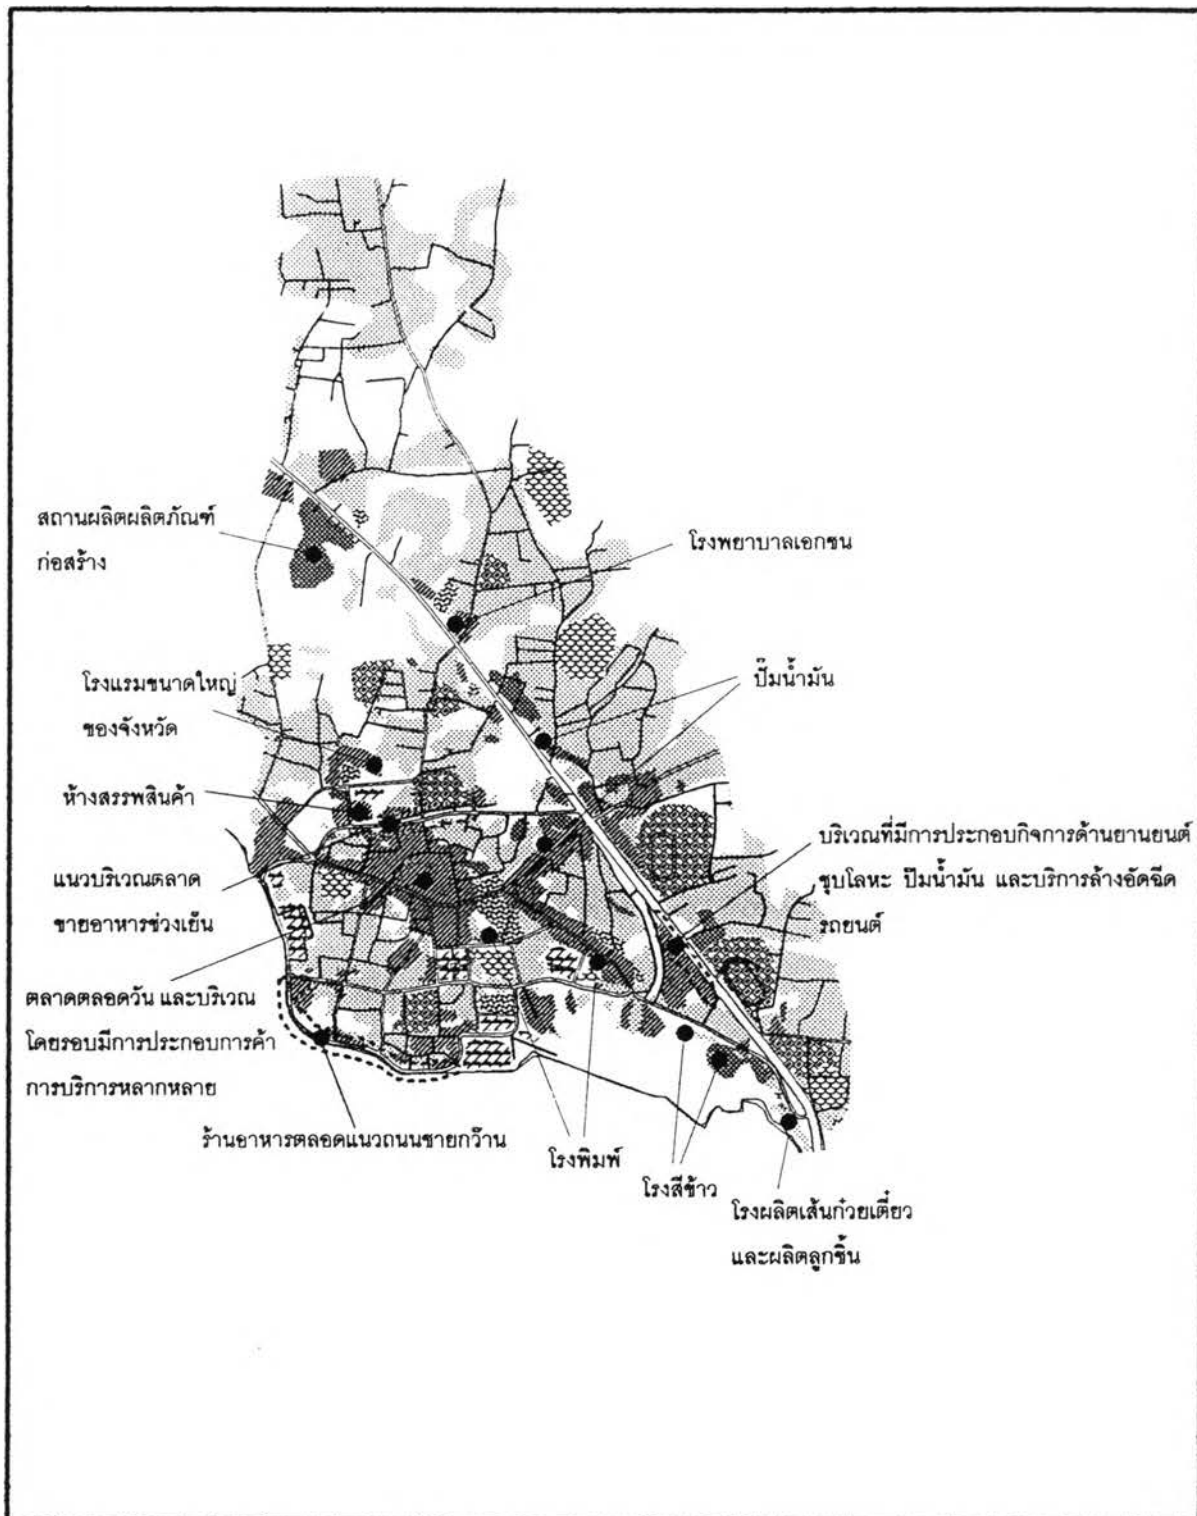 สถานผลิตผลิตภัณฑ์
ก่อสร้าง
โรงพยาบาลเอกชน
โรงแรมขนาดใหญ่
ของจังหวัด
ปั๊มน้ำมัน
ห้างสรรพสินค้า
บริเวณที่มีการประกอบกิจการด้านยานยนต์
ชุบโลหะ ปั๊มน้ำมัน และบริการล้างอัดฉีด
รถยนต์
แนวบริเวณตลาด
ขายอาหารช่วงเย็น
ตลาดตลอดวัน และบริเวณ
โดยรอบมีการประกอบการค้า
การบริการหลากหลาย
ร้านอาหารตลอดแนวถนนชายกว๊าน
โรงพิมพ์
โรงสีข้าว
โรงผลิตเส้นก๋วยเตี๋ยว
และผลิตลูกชิ้น